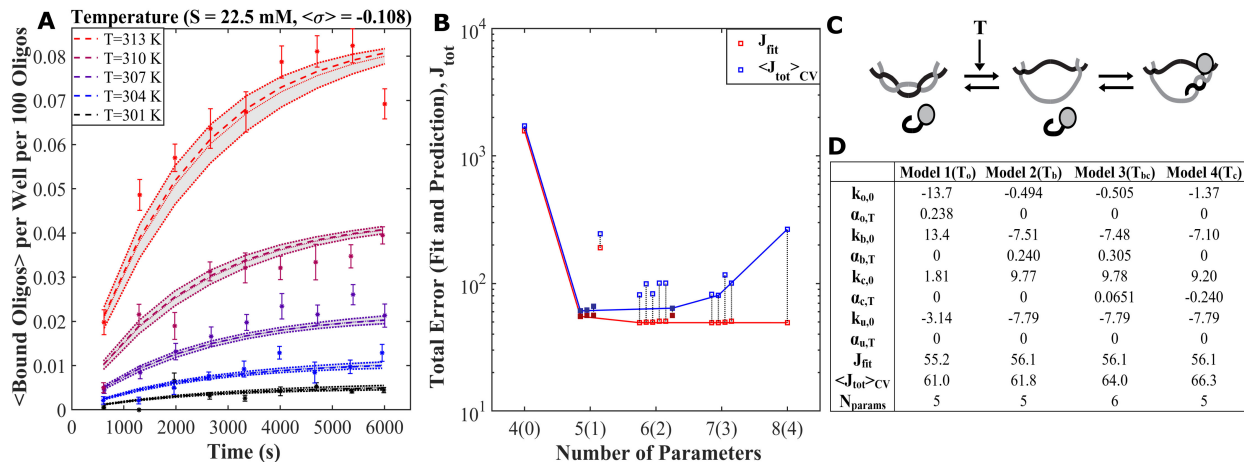 A
Temperature (S = 22.5 mM, <σ> = -0.108)
<Bound Oligos> per Well per 100 Oligos
0.08
0.07
0.06
0.05
0.04
0.03
0.02
0.01
0
T=313 K
T=310 K
T=307 K
T=304 K
T=301 K
0 1000 2000 3000 4000 5000 6000
Time (s)
B
Total Error (Fit and Prediction), J_tot
10^4
10^3
10^2
10^1
J_fit
<J_tot>_CV
4(0) 5(1) 6(2) 7(3) 8(4)
Number of Parameters
C
T
D
Model 1(T_o) Model 2(T_b) Model 3(T_bc) Model 4(T_c)
k_o,0 -13.7 -0.494 -0.505 -1.37
α_o,T 0.238 0 0 0
k_b,0 13.4 -7.51 -7.48 -7.10
α_b,T 0 0.240 0.305 0
k_c,0 1.81 9.77 9.78 9.20
α_c,T 0 0 0.0651 -0.240
k_u,0 -3.14 -7.79 -7.79 -7.79
α_u,T 0 0 0 0
J_fit 55.2 56.1 56.1 56.1
<J_tot>_CV 61.0 61.8 64.0 66.3
N_params 5 5 6 5